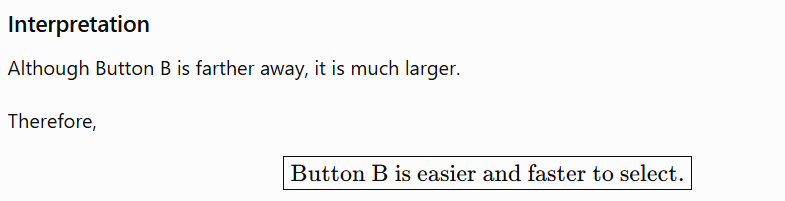 Interpretation
Although Button B is farther away, it is much larger.
Therefore,
Button B is easier and faster to select.